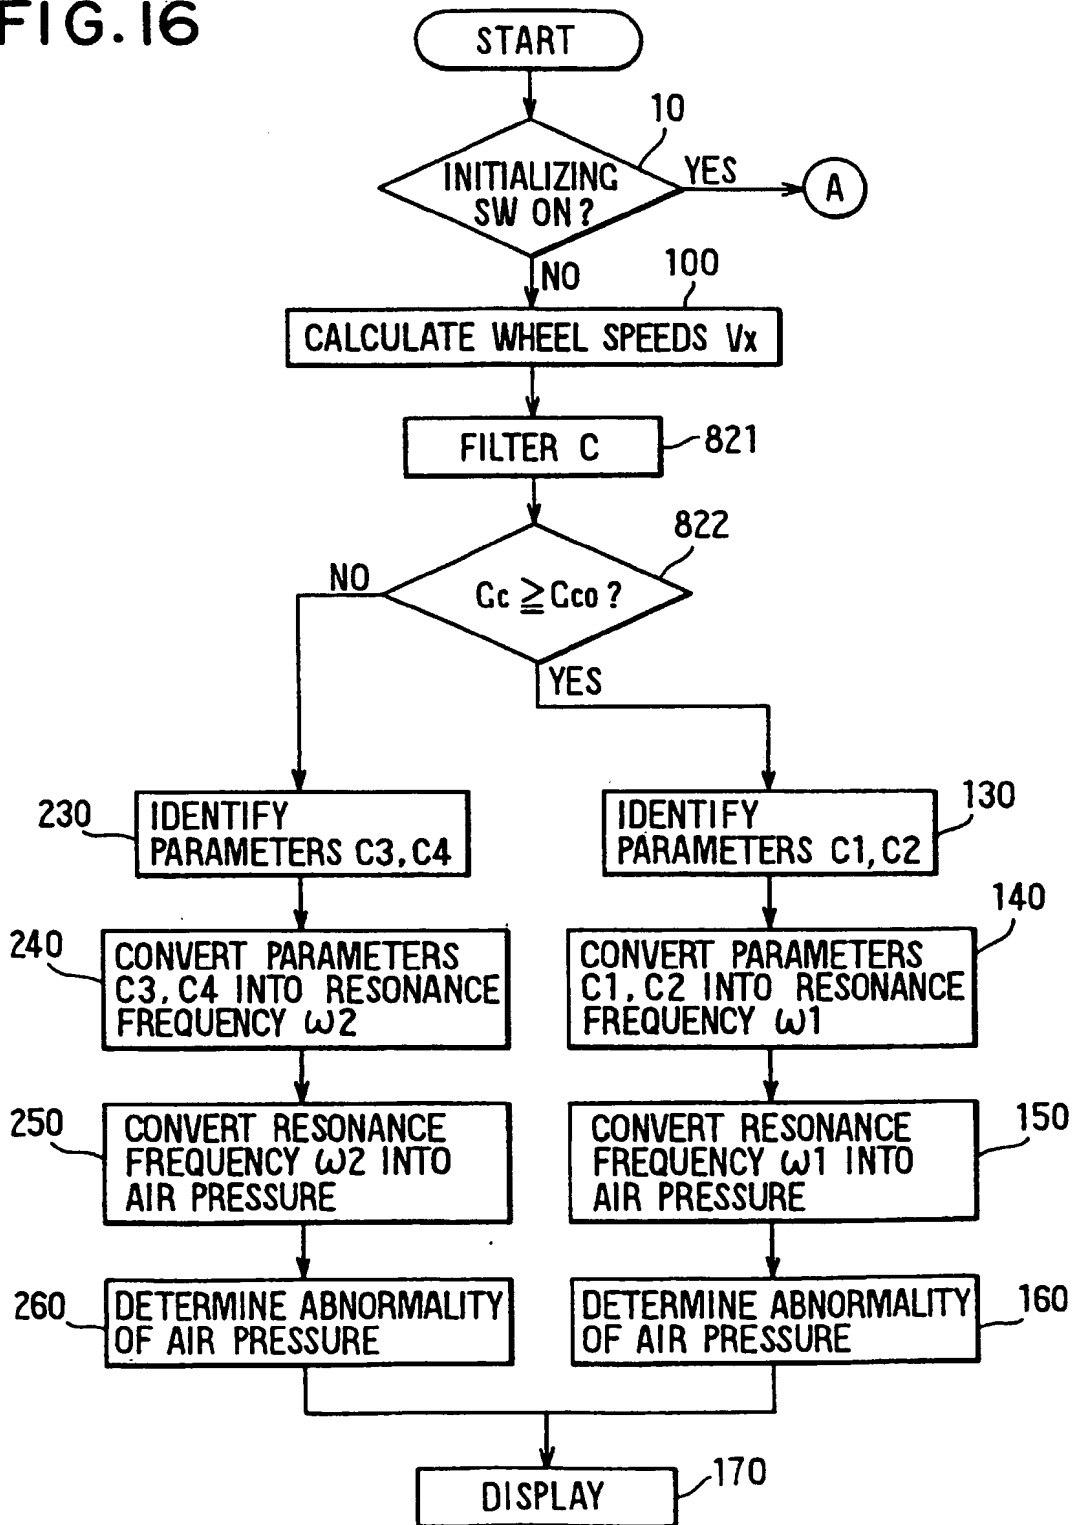 FIG. 16
START
10
INITIALIZING
SW ON?
YES
A
NO
100
CALCULATE WHEEL SPEEDS Vx
FILTER C
821
822
Gc ≧ Gco ?
NO
YES
230
IDENTIFY
PARAMETERS C3, C4
130
IDENTIFY
PARAMETERS C1, C2
240
CONVERT PARAMETERS
C3, C4 INTO RESONANCE
FREQUENCY ω2
140
CONVERT PARAMETERS
C1, C2 INTO RESONANCE
FREQUENCY ω1
250
CONVERT RESONANCE
FREQUENCY ω2 INTO
AIR PRESSURE
150
CONVERT RESONANCE
FREQUENCY ω1 INTO
AIR PRESSURE
260
DETERMINE ABNORMALITY
OF AIR PRESSURE
160
DETERMINE ABNORMALITY
OF AIR PRESSURE
DISPLAY
170